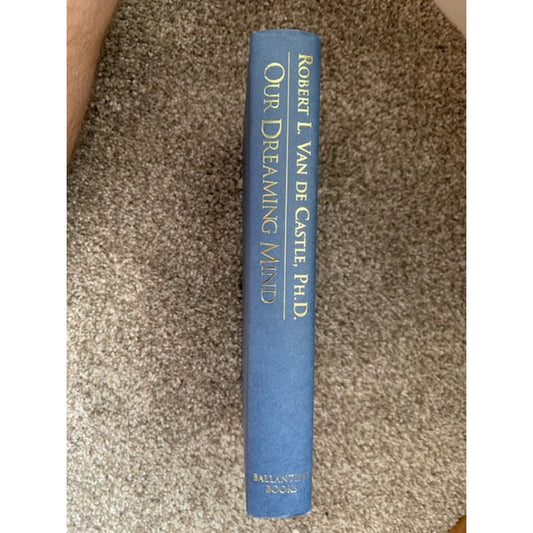 ROBERT L. VAN DE CASTLE, PH.D.
OUR DREAMING MIND
BALLANTINE
BOOKS